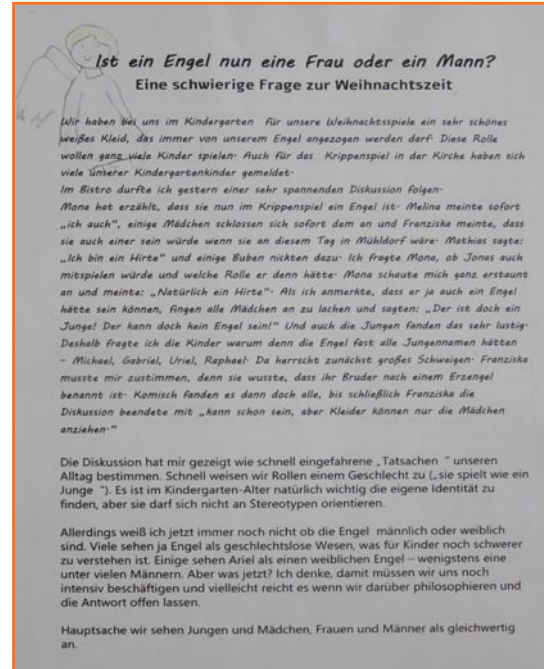 Ist ein Engel nun eine Frau oder ein Mann?
Eine schwierige Frage zur Weihnachtszeit
Wir haben bei uns im Kindergarten für unsere Weihnachtsspiele ein sehr schönes
weißes Kleid, das immer von unserem Engel angezogen werden darf. Diese Rolle
wollen ganz viele Kinder spielen. Auch für das Krippenspiel in der Kirche haben sich
viele unserer Kindergartenkinder gemeldet.
Im Bistro durfte ich gestern einer sehr spannenden Diskussion folgen.
Mona hat erzählt, dass sie nun im Krippenspiel ein Engel ist. Melina meinte sofort
„ich auch“, einige Mädchen schlossen sich sofort dem an und Franziska meinte, dass
sie auch einer sein würde wenn sie an diesem Tag in Mühldorf wäre. Mathias sagte:
„Ich bin ein Hirte“ und einige Buben nickten dazu. Ich fragte Mona, ob Jonas auch
mitspielen würde und welche Rolle er denn hätte. Mona schaute mich ganz erstaunt
an und meinte: „Natürlich ein Hirte“. Als ich anmerkte, dass er ja auch ein Engel
hätte sein können, fingen alle Mädchen an zu lachen und sagten: „Der ist doch ein
Junge! Der kann doch kein Engel sein!“ Und auch die Jungen fanden das sehr lustig.
Deshalb fragte ich die Kinder warum denn die Engel fast alle Jungennamen hätten
– Michael, Gabriel, Uriel, Raphael. Da herrscht zunächst großes Schweigen. Franziska
musste mir zustimmen, denn sie wusste, dass ihr Bruder nach einem Erzengel
benannt ist. Komisch fanden es dann doch alle, bis schließlich Franziska die
Diskussion beendete mit „kann schon sein, aber Kleider können nur die Mädchen
anziehen.“
Die Diskussion hat mir gezeigt wie schnell eingefahrene „Tatsachen “ unseren
Alltag bestimmen. Schnell weisen wir Rollen einem Geschlecht zu („sie spielt wie ein
Junge “). Es ist im Kindergarten-Alter natürlich wichtig die eigene Identität zu
finden, aber sie darf sich nicht an Stereotypen orientieren.
Allerdings weiß ich jetzt immer noch nicht ob die Engel männlich oder weiblich
sind. Viele sehen ja Engel als geschlechtslose Wesen, was für Kinder noch schwerer
zu verstehen ist. Einige sehen Ariel als einen weiblichen Engel – wenigstens eine
unter vielen Männern. Aber was jetzt? Ich denke, damit müssen wir uns noch
intensiv beschäftigen und vielleicht reicht es wenn wir darüber philosophieren und
die Antwort offen lassen.
Hauptsache wir sehen Jungen und Mädchen, Frauen und Männer als gleichwertig
an.